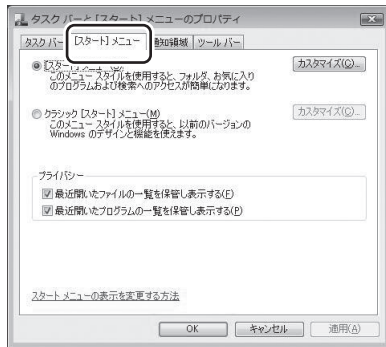 タスク バーと [スタート] メニューのプロパティ
タスク バー [スタート] メニュー 通知領域 ツール バー
[スタート] カスタマイズ(C)...
このメニュー スタイルを使用すると、フォルダ、お気に入り
のプログラムおよび検索へのアクセスが簡単になります。
クラシック [スタート] メニュー(M) カスタマイズ(C)...
このメニュー スタイルを使用すると、以前のバージョンの
Windows のデザインと機能を使えます。
プライバシー
最近開いたファイルの一覧を保管し表示する(F)
最近開いたプログラムの一覧を保管し表示する(P)
スタート メニューの表示を変更する方法
OK キャンセル 適用(A)